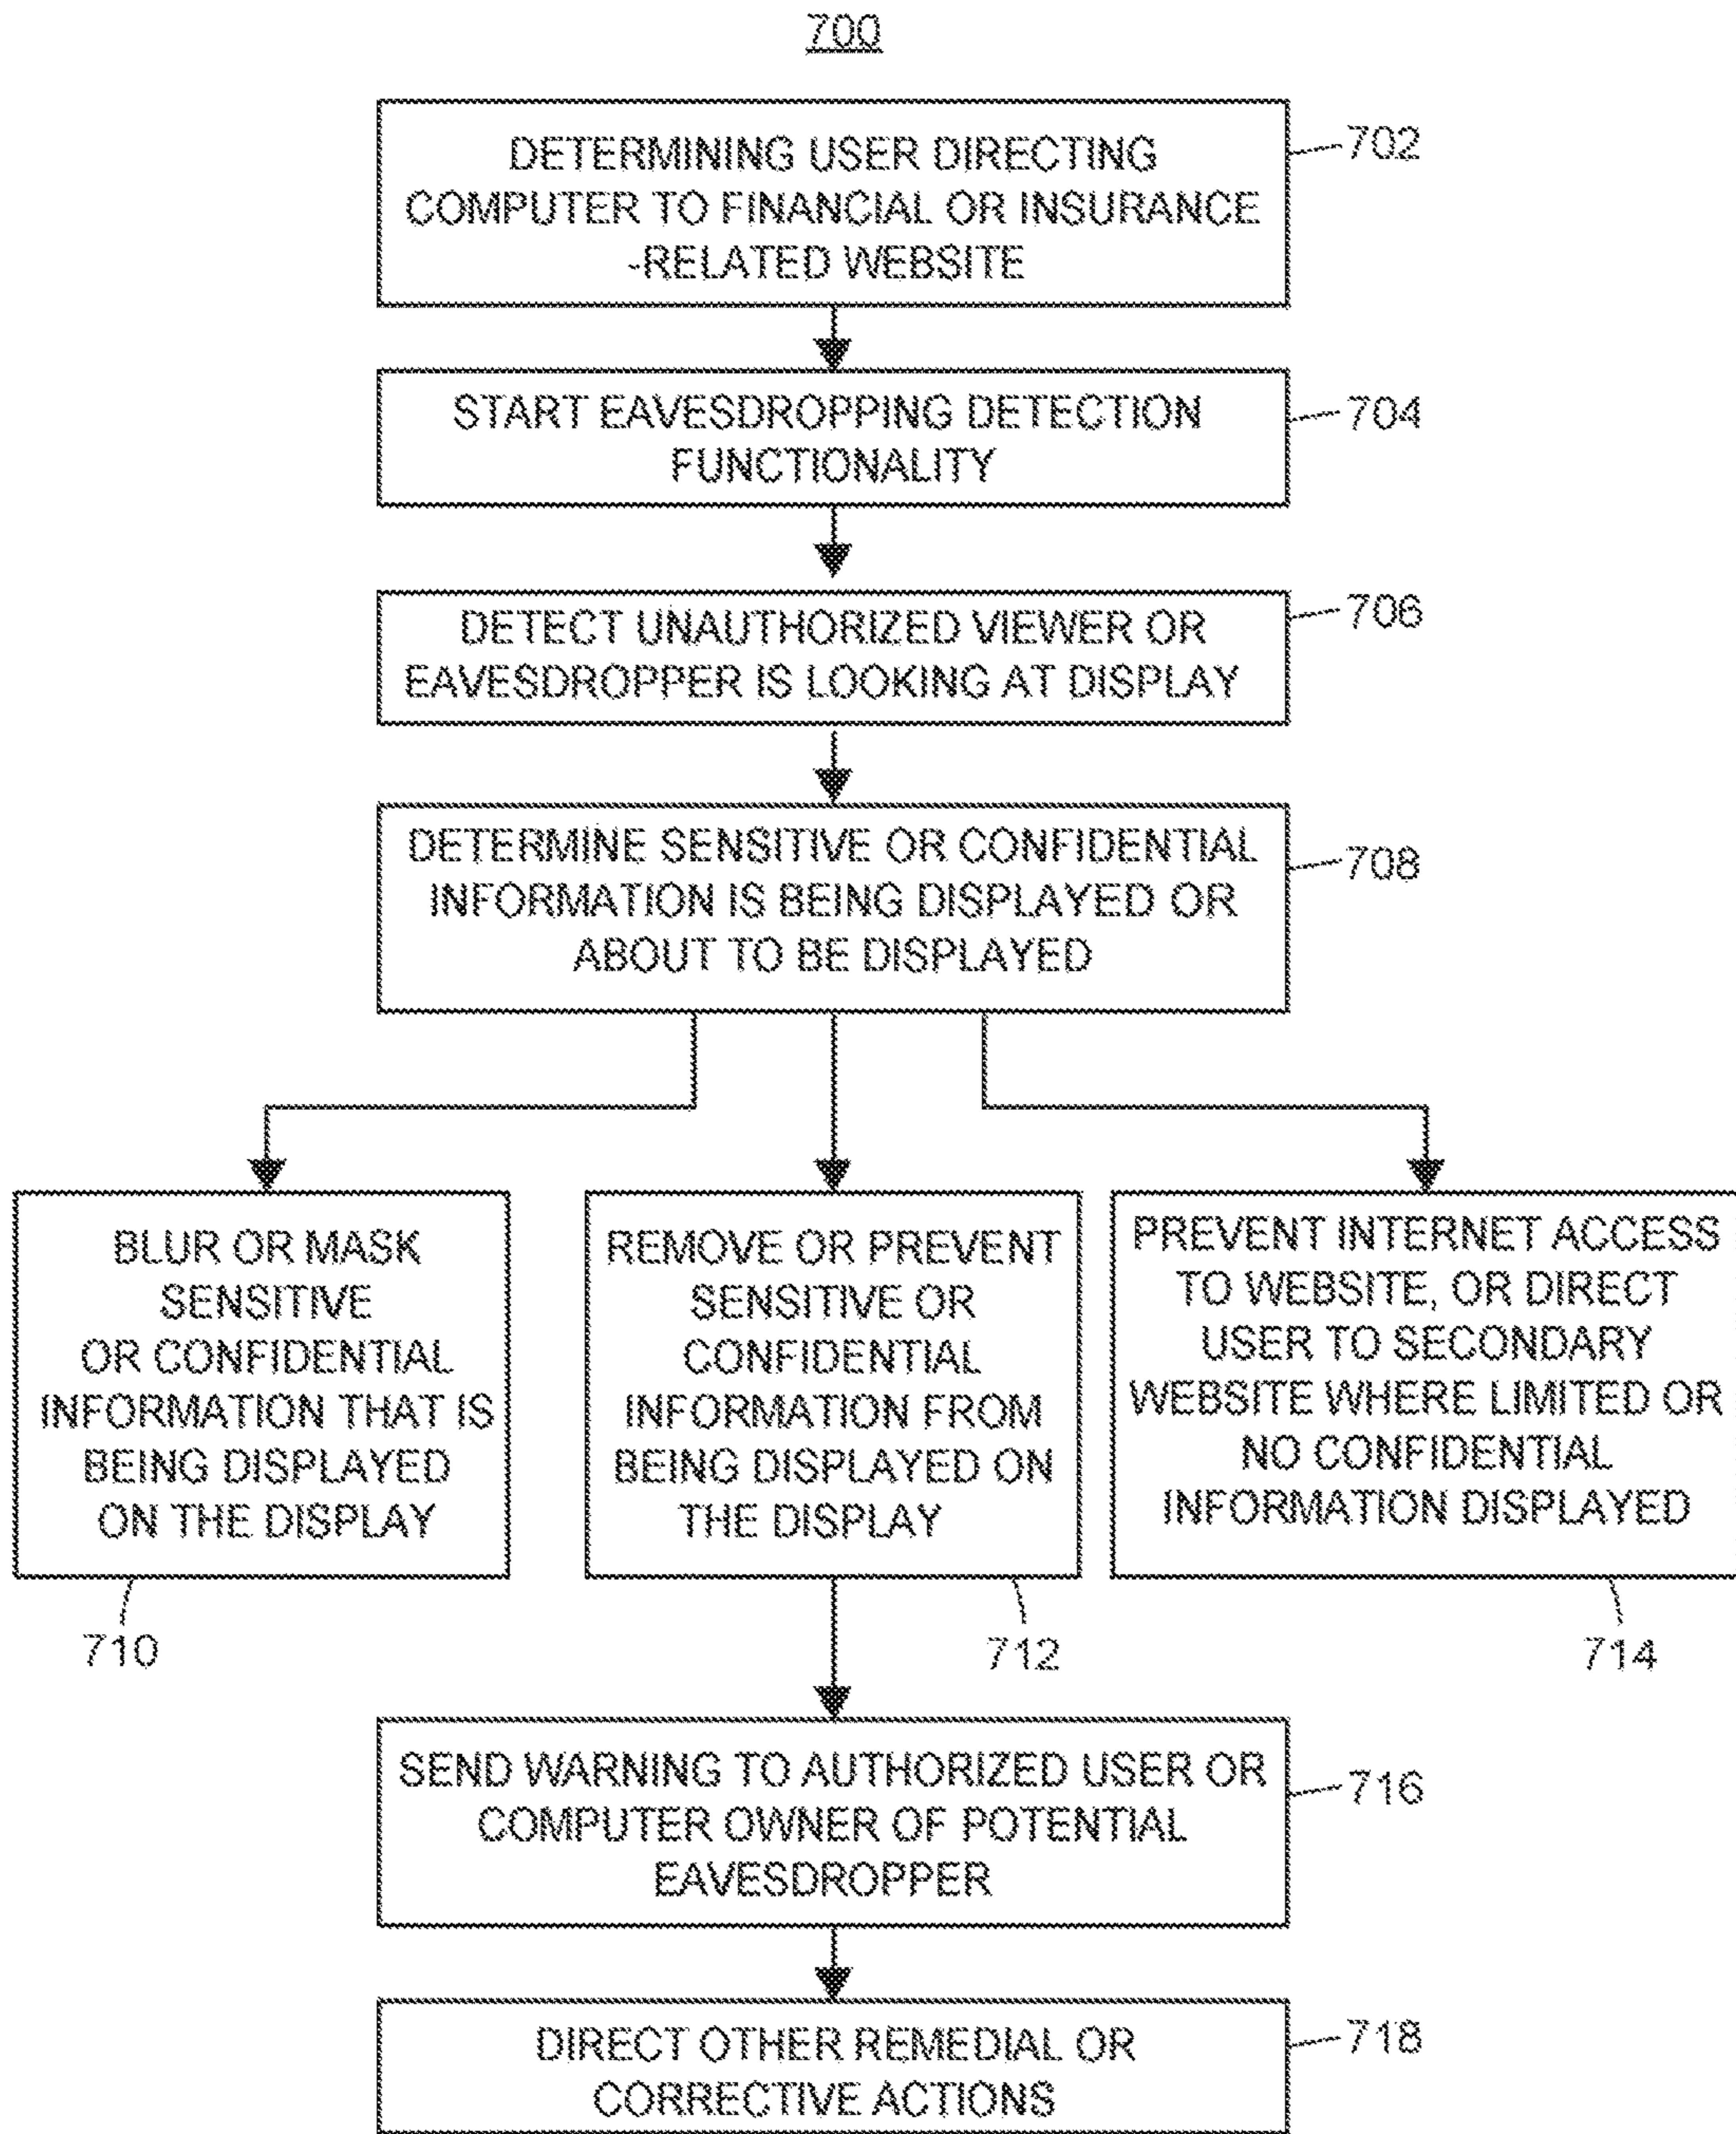 700
DETERMINING USER DIRECTING
COMPUTER TO FINANCIAL OR INSURANCE
-RELATED WEBSITE
702
START EAVESDROPPING DETECTION
FUNCTIONALITY
704
DETECT UNAUTHORIZED VIEWER OR
EAVESDROPPER IS LOOKING AT DISPLAY
706
DETERMINE SENSITIVE OR CONFIDENTIAL
INFORMATION IS BEING DISPLAYED OR
ABOUT TO BE DISPLAYED
708
BLUR OR MASK
SENSITIVE
OR CONFIDENTIAL
INFORMATION THAT IS
BEING DISPLAYED
ON THE DISPLAY
710
REMOVE OR PREVENT
SENSITIVE OR
CONFIDENTIAL
INFORMATION FROM
BEING DISPLAYED ON
THE DISPLAY
712
PREVENT INTERNET ACCESS
TO WEBSITE, OR DIRECT
USER TO SECONDARY
WEBSITE WHERE LIMITED OR
NO CONFIDENTIAL
INFORMATION DISPLAYED
714
SEND WARNING TO AUTHORIZED USER OR
COMPUTER OWNER OF POTENTIAL
EAVESDROPPER
716
DIRECT OTHER REMEDIAL OR
CORRECTIVE ACTIONS
718